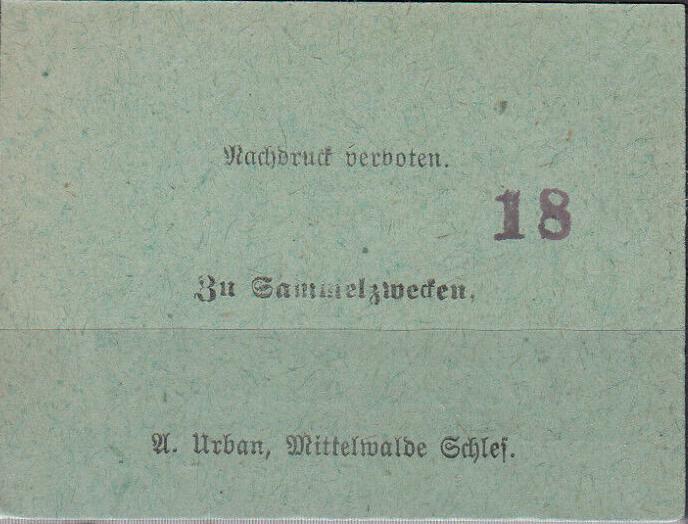 Nachdruck verboten.
18
Zu Sammelzwecken.
A. Urban, Mittelwalde Schles.